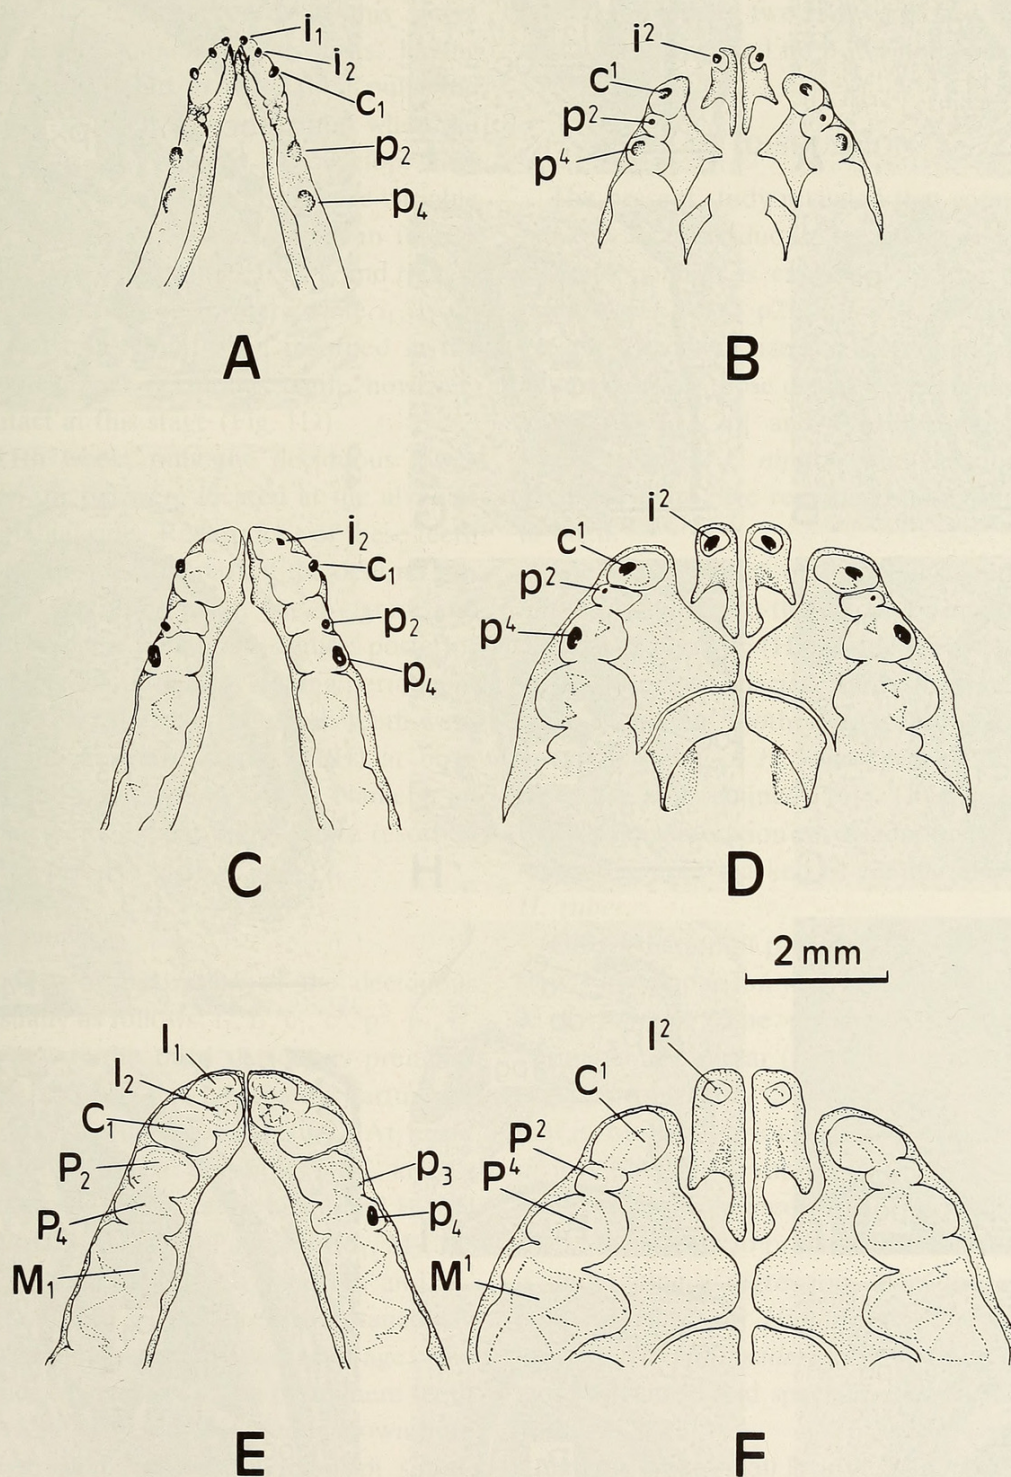 i₁
i₂
c₁
p₂
p₄
A
i²
c¹
p²
p⁴
B
i₂
c₁
p₂
p₄
C
i²
c¹
p²
p⁴
D
2 mm
I₁
I₂
C₁
P₂
P₄
M₁
p₃
p₄
E
I²
C¹
P²
P⁴
M¹
F